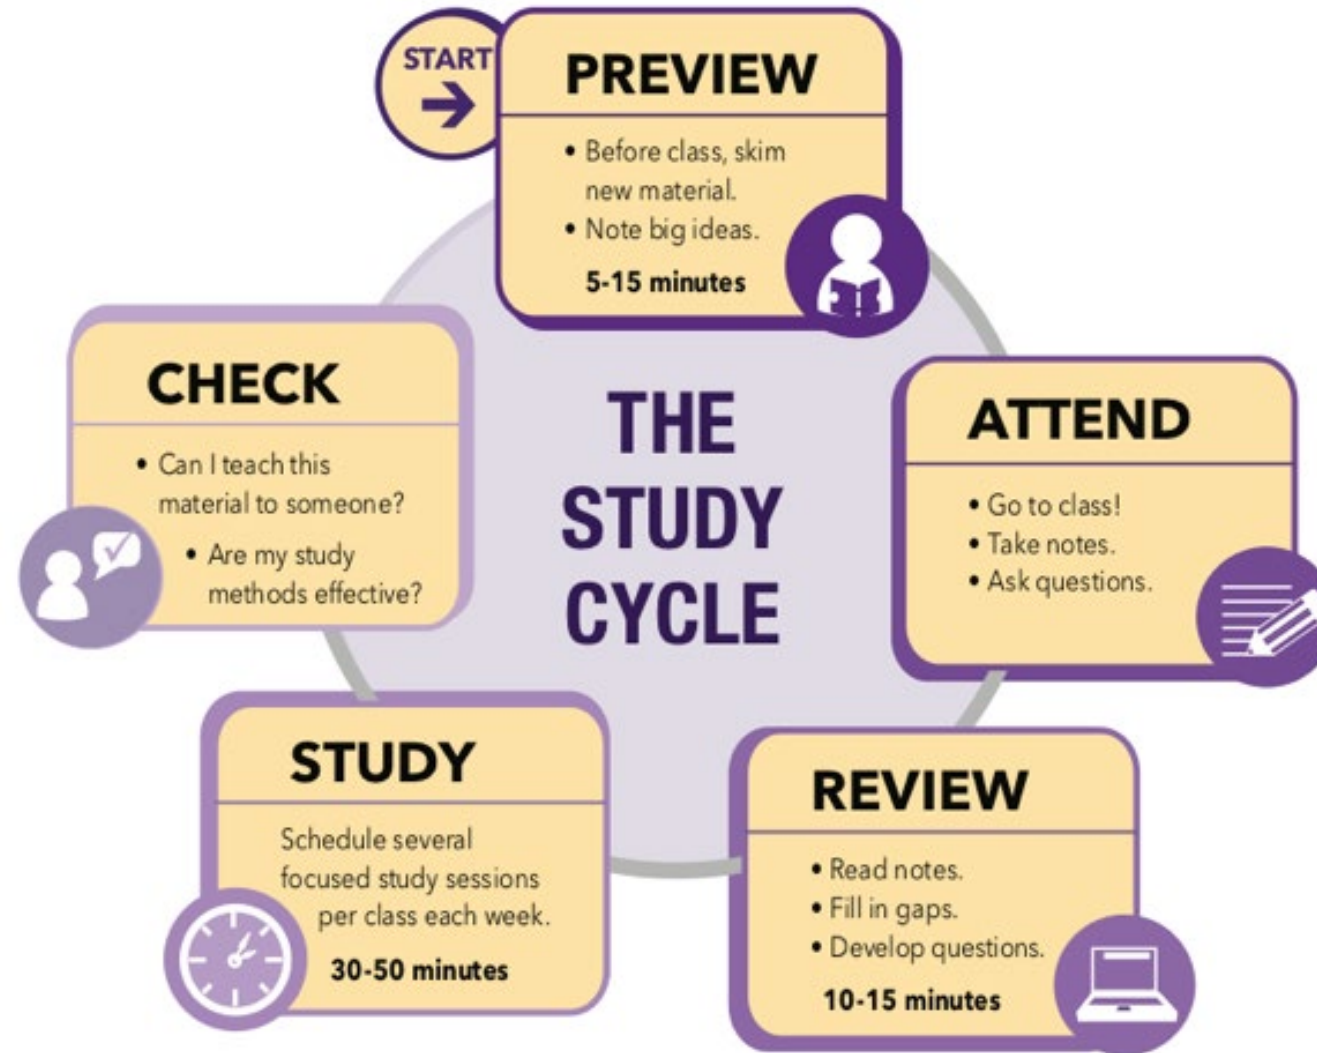 START
PREVIEW
• Before class, skim
new material.
• Note big ideas.
5-15 minutes
ATTEND
• Go to class!
• Take notes.
• Ask questions.
REVIEW
• Read notes.
• Fill in gaps.
• Develop questions.
10-15 minutes
STUDY
Schedule several
focused study sessions
per class each week.
30-50 minutes
CHECK
• Can I teach this
material to someone?
• Are my study
methods effective?
THE
STUDY
CYCLE